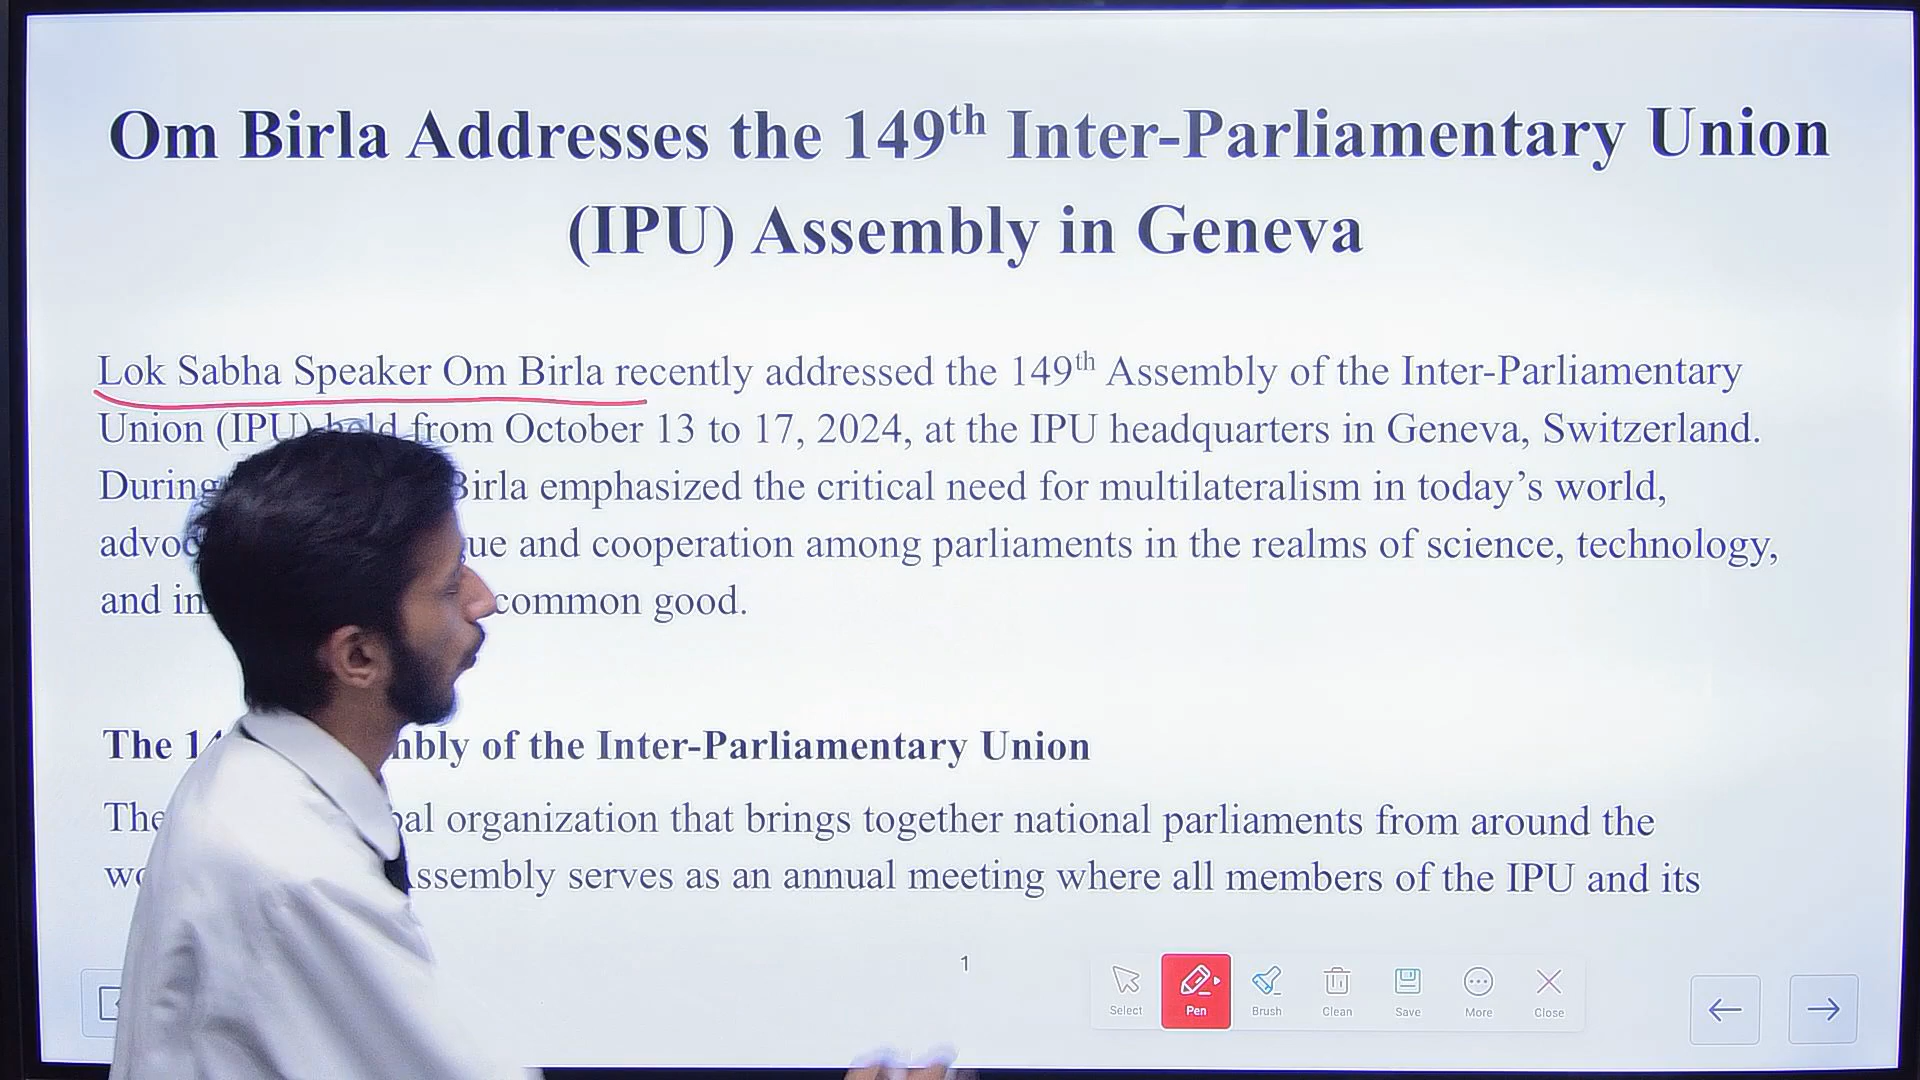 Om Birla Addresses the 149th Inter-Parliamentary Union
(IPU) Assembly in Geneva
Lok Sabha Speaker Om Birla recently addressed the 149th Assembly of the Inter-Parliamentary
Union (IPU) held from October 13 to 17, 2024, at the IPU headquarters in Geneva, Switzerland.
During Birla emphasized the critical need for multilateralism in today’s world,
and cooperation among parliaments in the realms of science, technology,
and common good.
The of the Inter-Parliamentary Union
The organization that brings together national parliaments from around the
Assembly serves as an annual meeting where all members of the IPU and its
1
Select Pen Brush Clean Save More Close